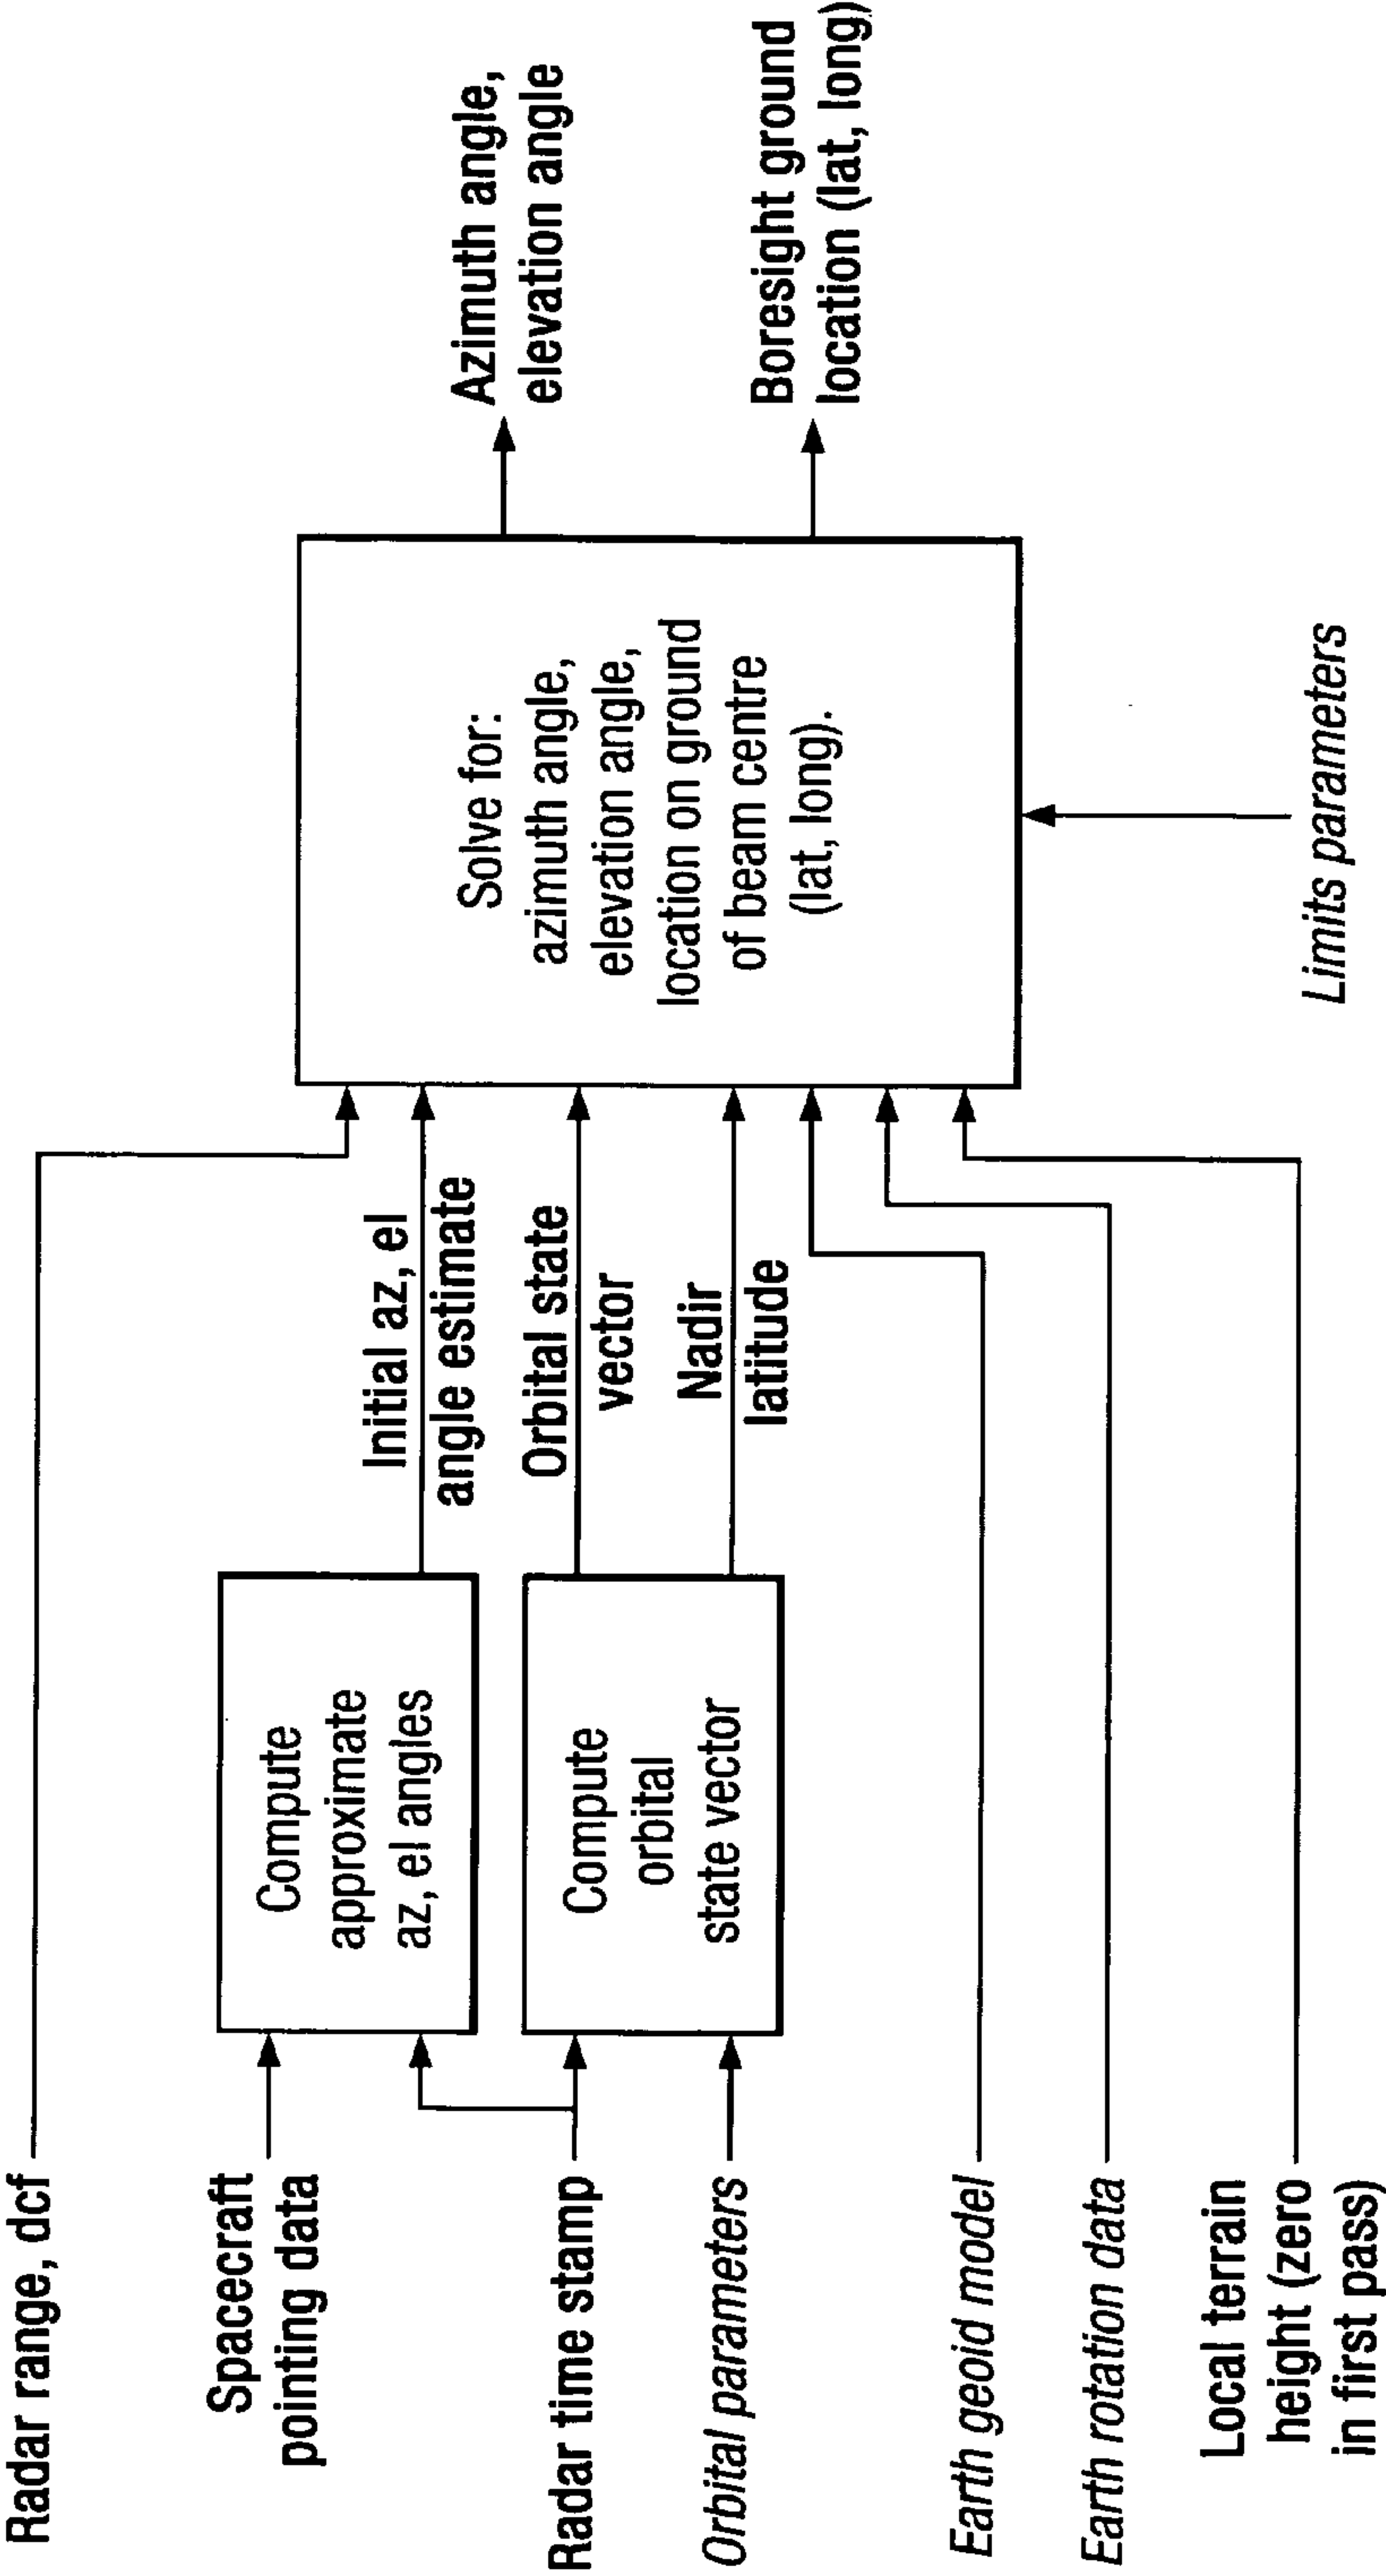 Radar range, dcf
Spacecraft
pointing data
Radar time stamp
Orbital parameters
Earth geoid model
Earth rotation data
Local terrain
height (zero
in first pass)
Compute
approximate
az, el angles
Compute
orbital
state vector
Initial az, el
angle estimate
Orbital state
vector
Nadir
latitude
Solve for:
azimuth angle,
elevation angle,
location on ground
of beam centre
(lat, long).
Limits parameters
Azimuth angle,
elevation angle
Boresight ground
location (lat, long)